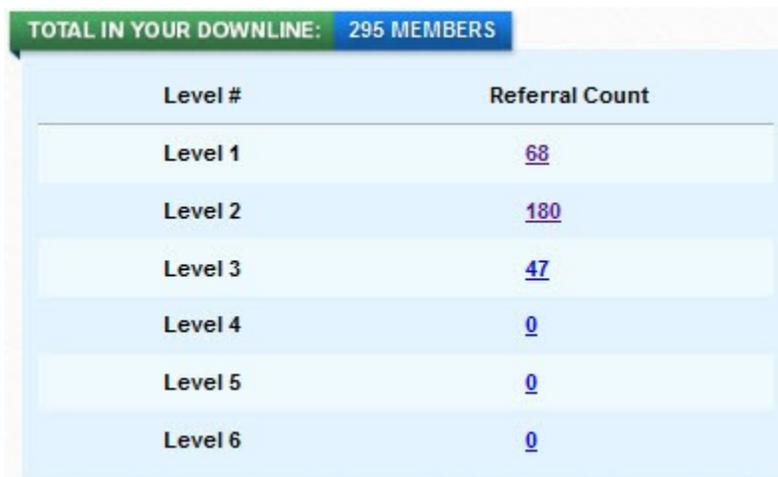 TOTAL IN YOUR DOWNLINE: 295 MEMBERS
Level # Referral Count
Level 1 68
Level 2 180
Level 3 47
Level 4 0
Level 5 0
Level 6 0